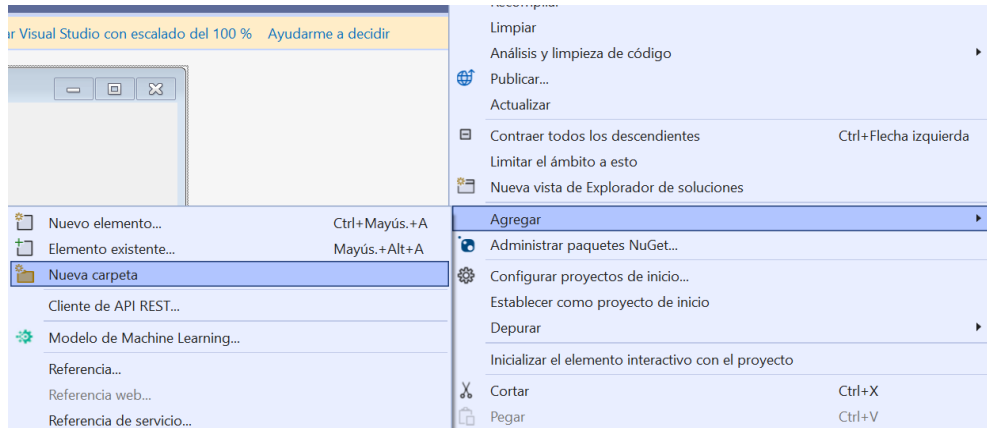 ar Visual Studio con escalado del 100 % Ayudarme a decidir
Limpiar
Análisis y limpieza de código
Publicar...
Actualizar
Contraer todos los descendientes Ctrl+Flecha izquierda
Limitar el ámbito a esto
Nueva vista de Explorador de soluciones
Agregar
Administrar paquetes NuGet...
Configurar proyectos de inicio...
Establecer como proyecto de inicio
Depurar
Inicializar el elemento interactivo con el proyecto
Cortar Ctrl+X
Pegar Ctrl+V
Nuevo elemento... Ctrl+Mayús.+A
Elemento existente... Mayús.+Alt+A
Nueva carpeta
Cliente de API REST...
Modelo de Machine Learning...
Referencia...
Referencia web...
Referencia de servicio...